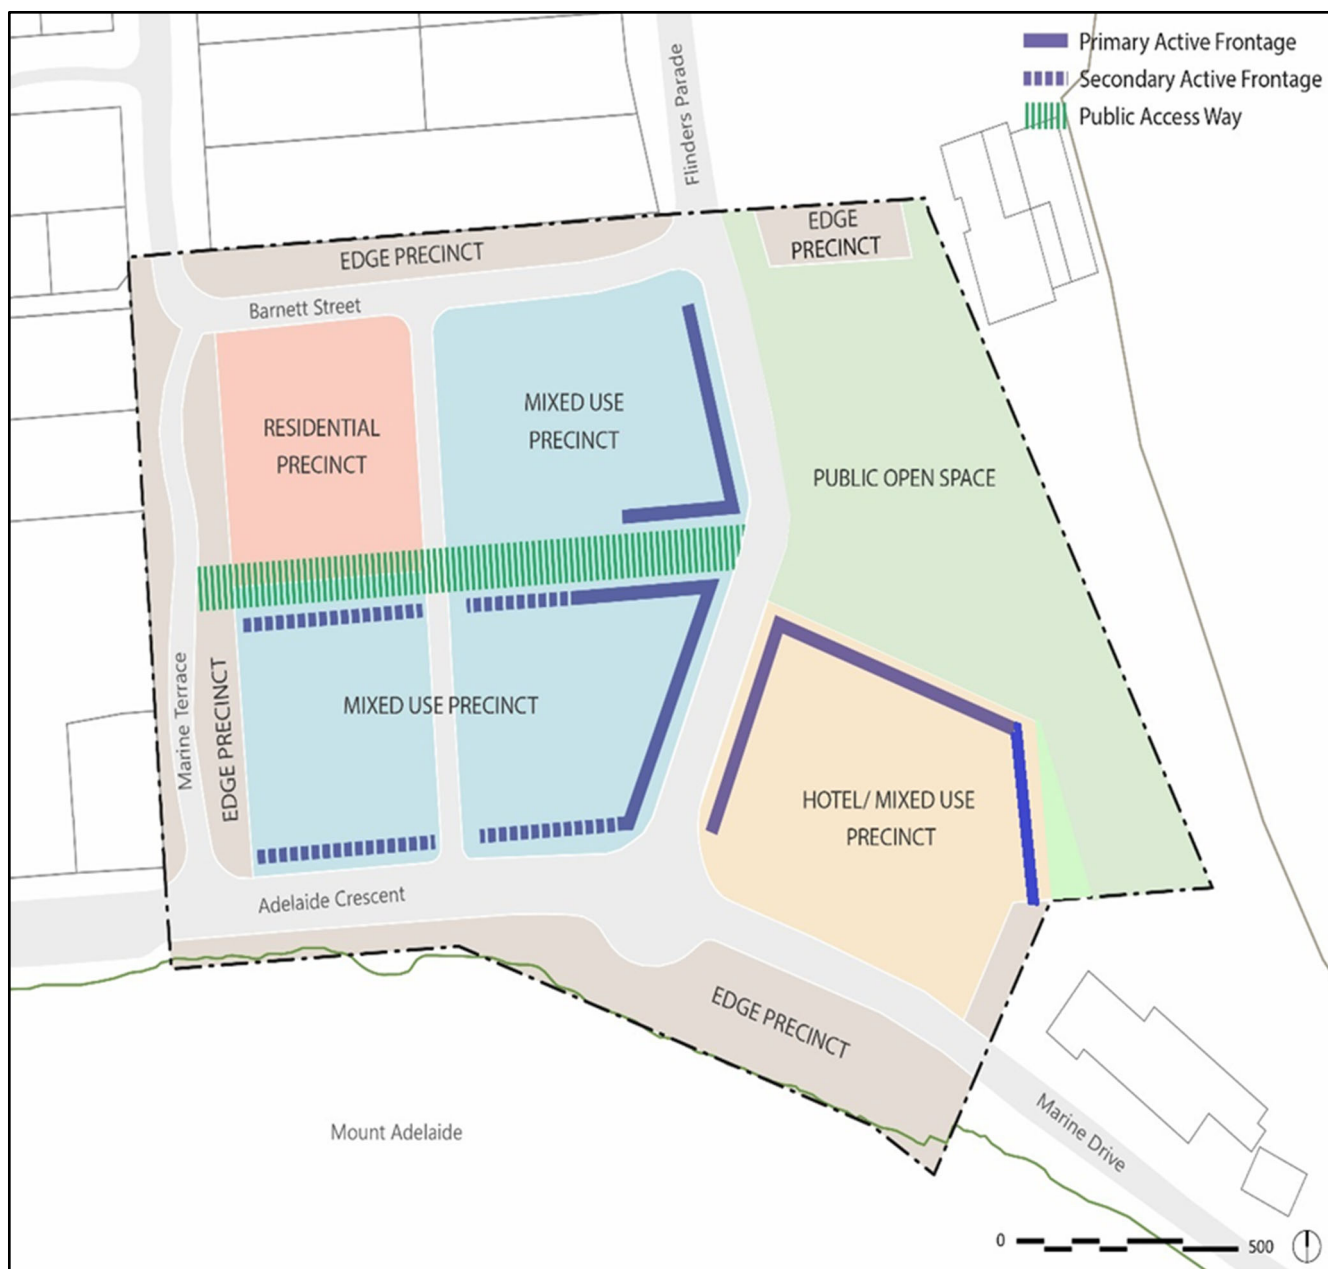 Primary Active Frontage
Secondary Active Frontage
Public Access Way
Flinders Parade
EDGE
PRECINCT
EDGE PRECINCT
Barnett Street
RESIDENTIAL
PRECINCT
MIXED USE
PRECINCT
PUBLIC OPEN SPACE
Marine Terrace
EDGE PRECINCT
MIXED USE PRECINCT
HOTEL/ MIXED USE
PRECINCT
Adelaide Crescent
EDGE PRECINCT
Mount Adelaide
Marine Drive
0
500